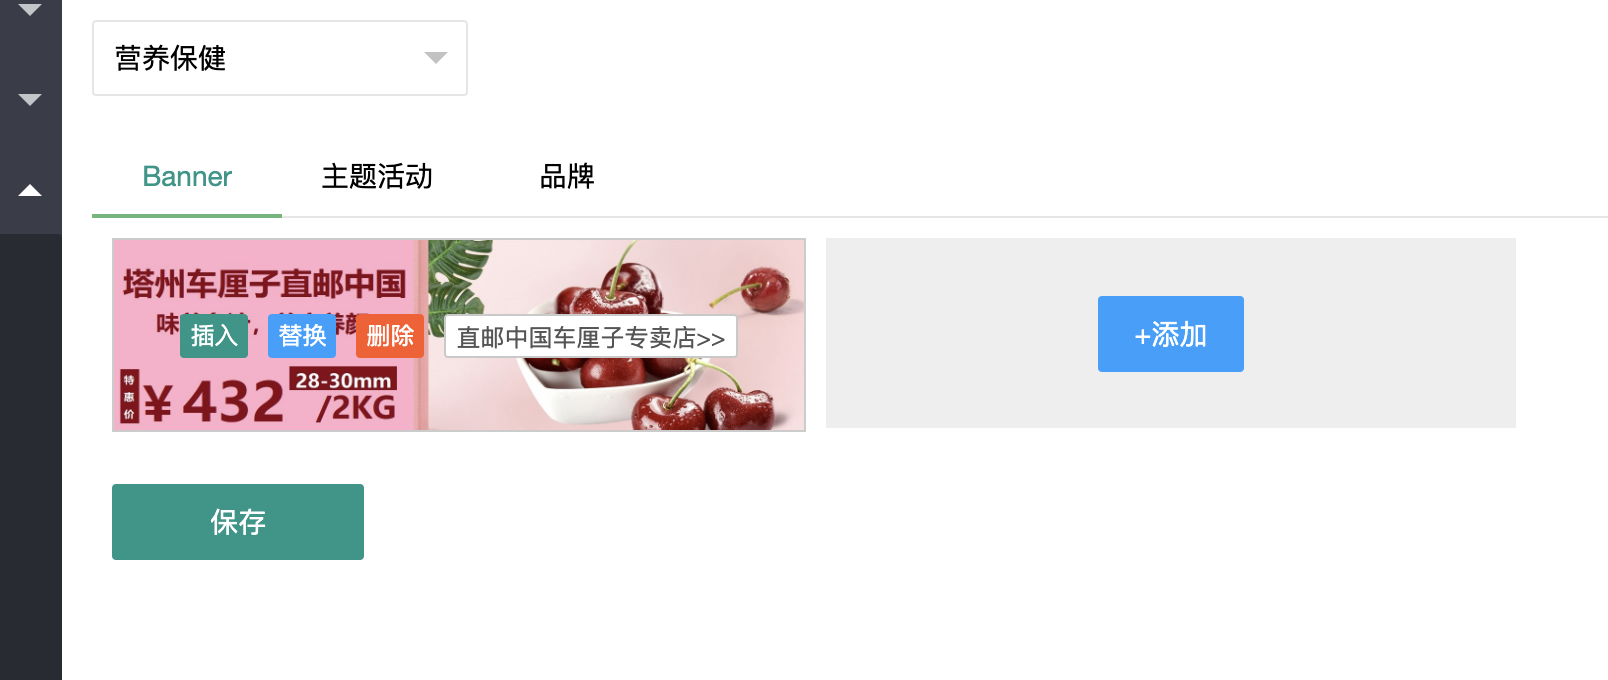 营养保健
Banner 主题活动 品牌
塔州车厘子直邮中国
味
插入 替换 删除 直邮中国车厘子专卖店>>
+添加
特惠价 ¥432 28-30mm
/2KG
保存